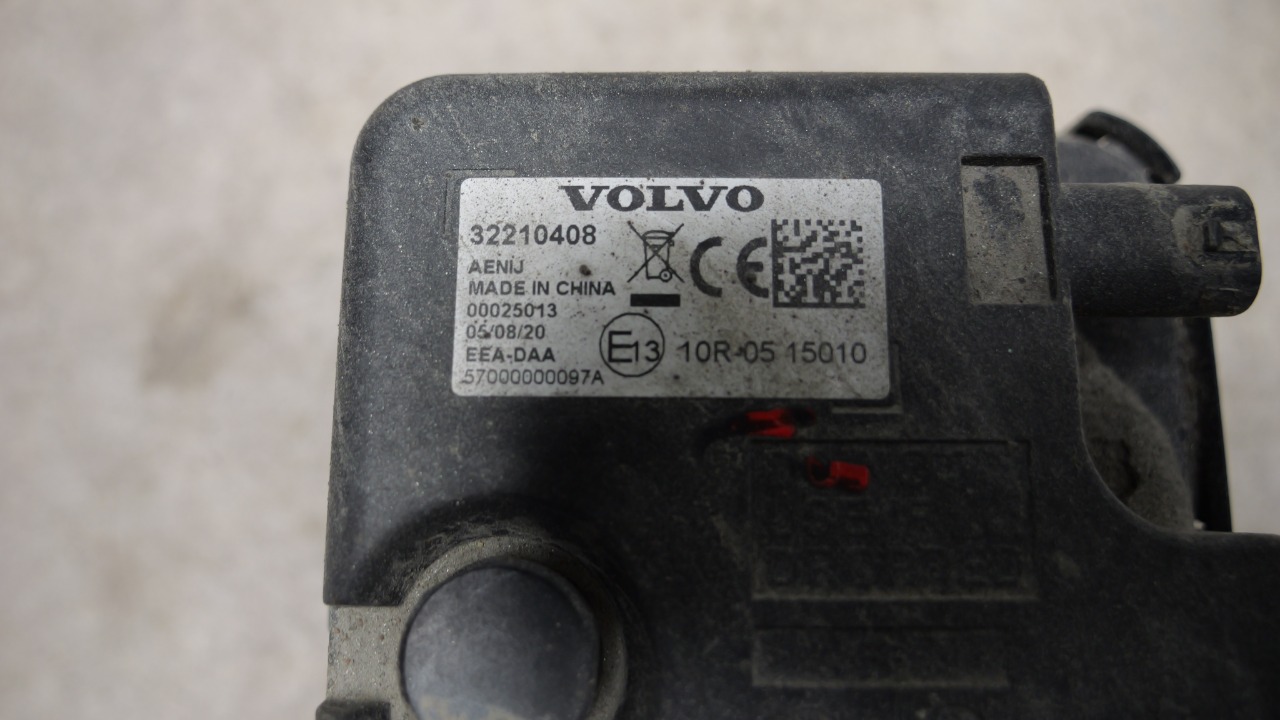 VOLVO
32210408
AENIJ
MADE IN CHINA
00025013
05/08/20
EEA-DAA
57000000097A
CE
E13 10R-05 15010